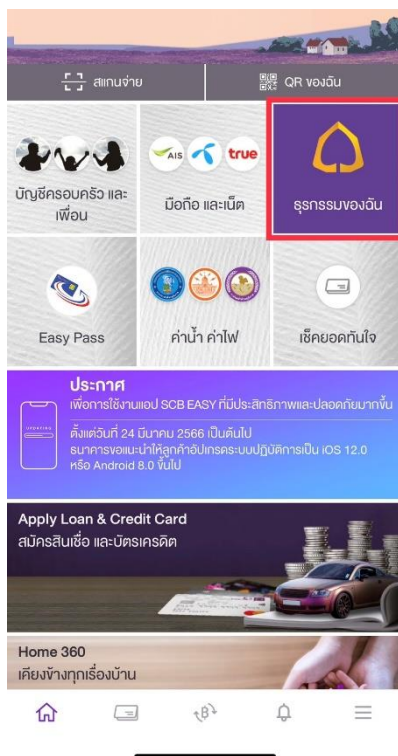 สแกนจ่าย
QR ของฉัน
AIS
true
บัญชีครอบครัว และ
เพื่อน
มือถือ และเน็ต
ธุรกรรมของฉัน
Easy Pass
ค่าน้ำ ค่าไฟ
เช็คยอดทันใจ
ประกาศ
เพื่อการใช้งานแอป SCB EASY ที่มีประสิทธิภาพและปลอดภัยมากขึ้น
UPDATING
ตั้งแต่วันที่ 24 มีนาคม 2566 เป็นต้นไป
ธนาคารขอแนะนำให้ลูกค้าอัปเกรดระบบปฏิบัติการเป็น iOS 12.0
หรือ Android 8.0 ขึ้นไป
Apply Loan & Credit Card
สมัครสินเชื่อ และบัตรเครดิต
Home 360
เคียงข้างทุกเรื่องบ้าน